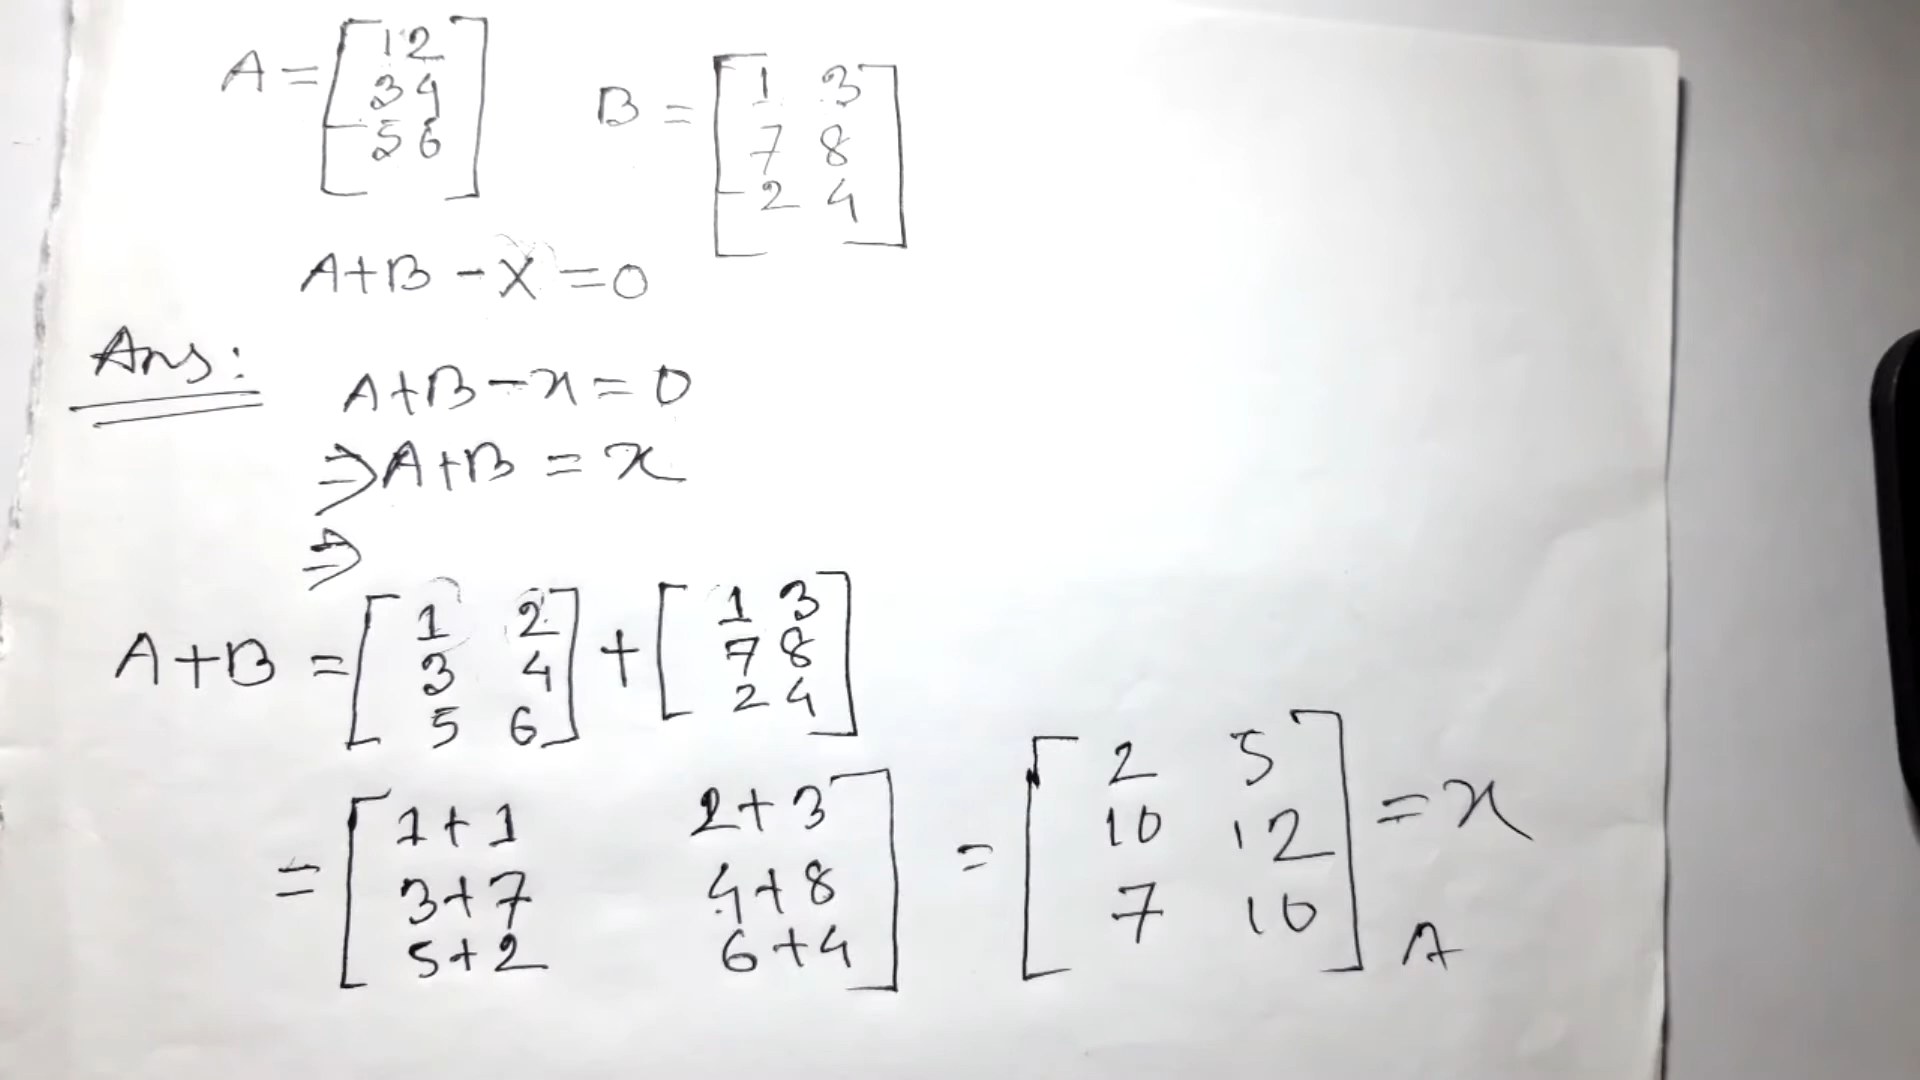 A = [1 2
3 4
5 6]
B = [1 3
7 8
2 4]
A+B - X = 0
Ans:
A+B - x = 0
⇒ A+B = x
⇒
A+B = [1 2
3 4
5 6] + [1 3
7 8
2 4]
= [1+1 2+3
3+7 4+8
5+2 6+4] = [2 5
10 12
7 10] = x
A